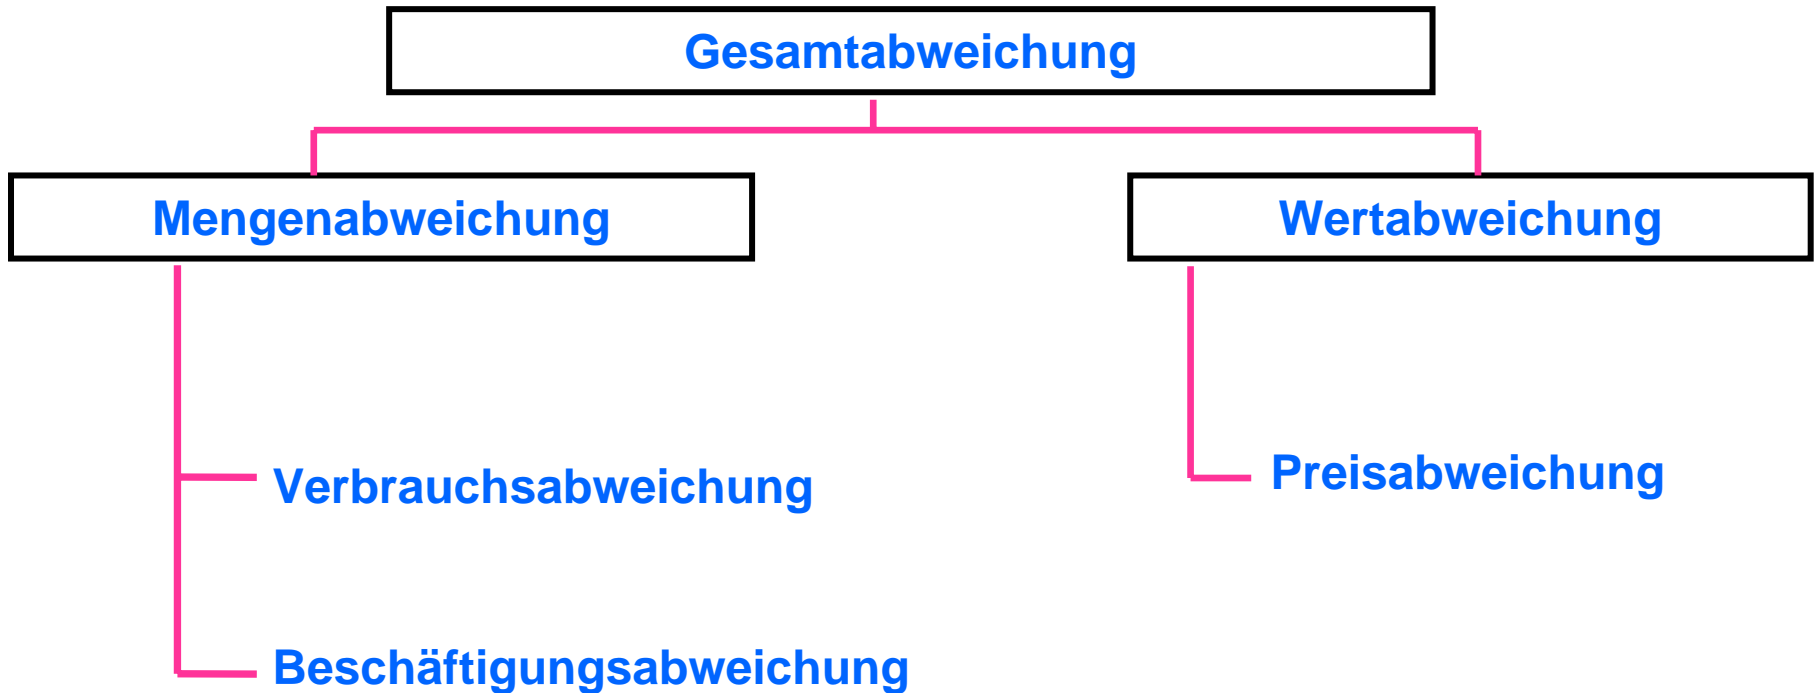 Gesamtabweichung
Mengenabweichung
Wertabweichung
Verbrauchsabweichung
Preisabweichung
Beschäftigungsabweichung